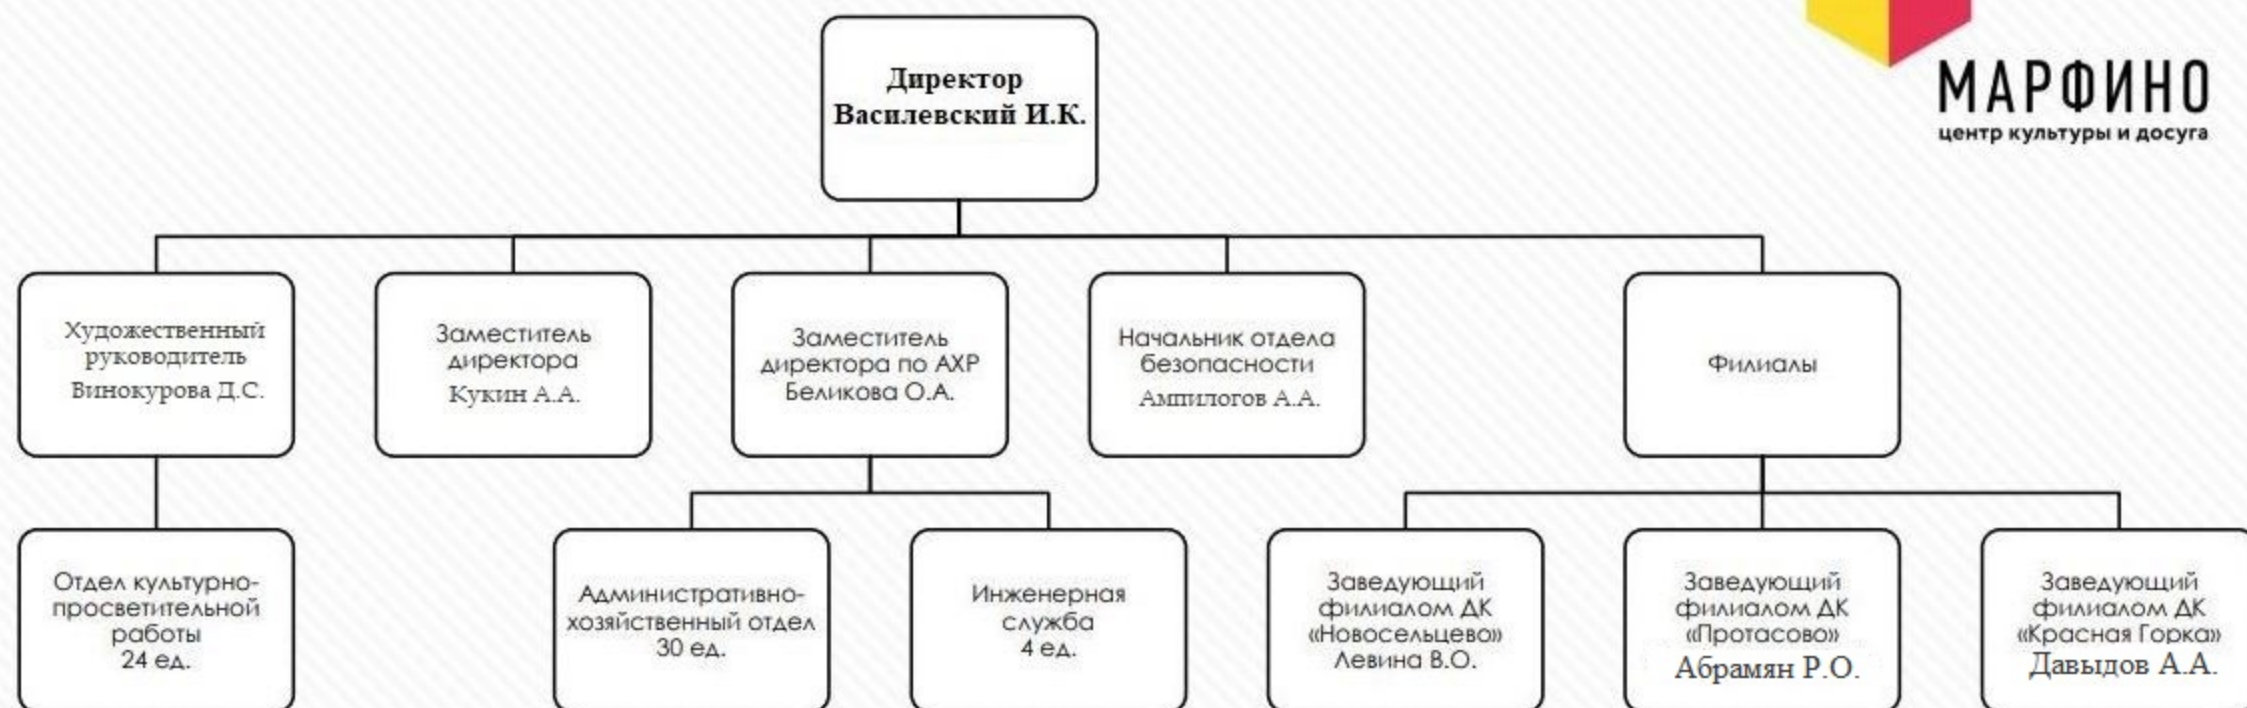 Директор
Василевский И.К.
МАРФИНО
центр культуры и досуга
Художественный
руководитель
Винокурова Д.С.
Заместитель
директора
Кукин А.А.
Заместитель
директора по АХР
Беликова О.А.
Начальник отдела
безопасности
Ампилогов А.А.
Филиалы
Отдел культурно-
просветительной
работы
24 ед.
Административно-
хозяйственный отдел
30 ед.
Инженерная
служба
4 ед.
Заведующий
филиалом ДК
«Новосельцево»
Левина В.О.
Заведующий
филиалом ДК
«Протасово»
Абрамян Р.О.
Заведующий
филиалом ДК
«Красная Горка»
Давыдов А.А.